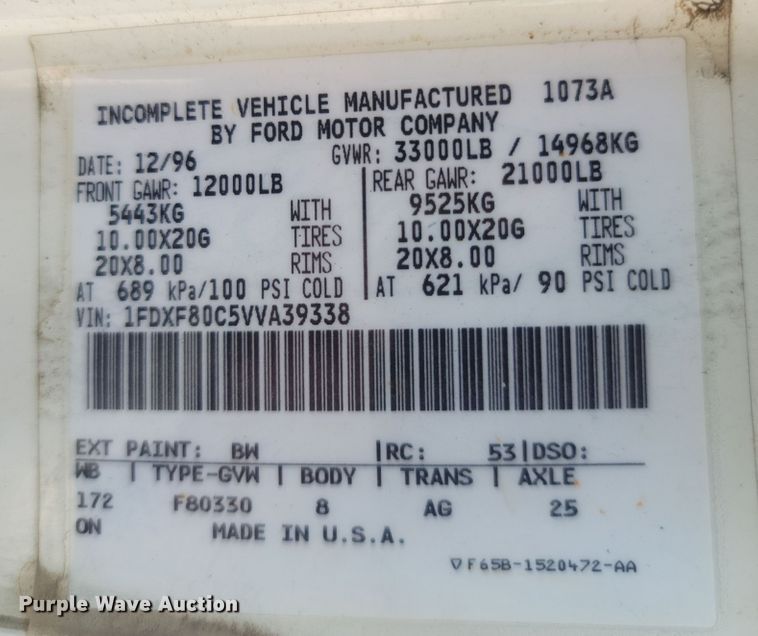 INCOMPLETE VEHICLE MANUFACTURED 1073A
BY FORD MOTOR COMPANY
DATE: 12/96 GVWR: 33000LB / 14968KG
FRONT GAWR: 12000LB REAR GAWR: 21000LB
5443KG WITH 9525KG WITH
10.00X20G TIRES 10.00X20G TIRES
20X8.00 RIMS 20X8.00 RIMS
AT 689 kPa/100 PSI COLD AT 621 kPa/ 90 PSI COLD
VIN: 1FDXF80C5VVA39338
EXT PAINT: BW |RC: 53|DSO:
WB | TYPE-GVW | BODY | TRANS | AXLE
172 F80330 8 AG 25
ON MADE IN U.S.A.
▽F65B-1520472-AA
Purple Wave Auction